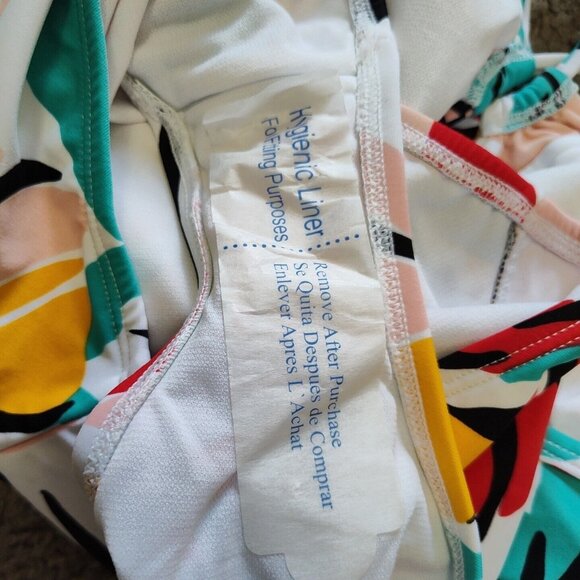 Hygienic Liner
For Fitting Purposes
Remove After Purchase
Se Quita Despues de Comprar
Enlever Apres L`Achat